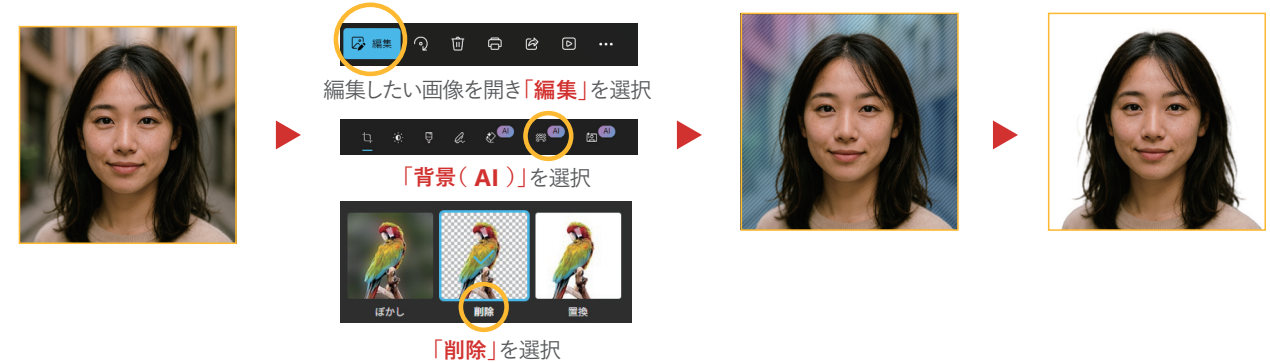 編集
編集したい画像を開き「編集」を選択
AI
AI
AI
「背景( AI )」を選択
ぼかし
削除
置換
「削除」を選択